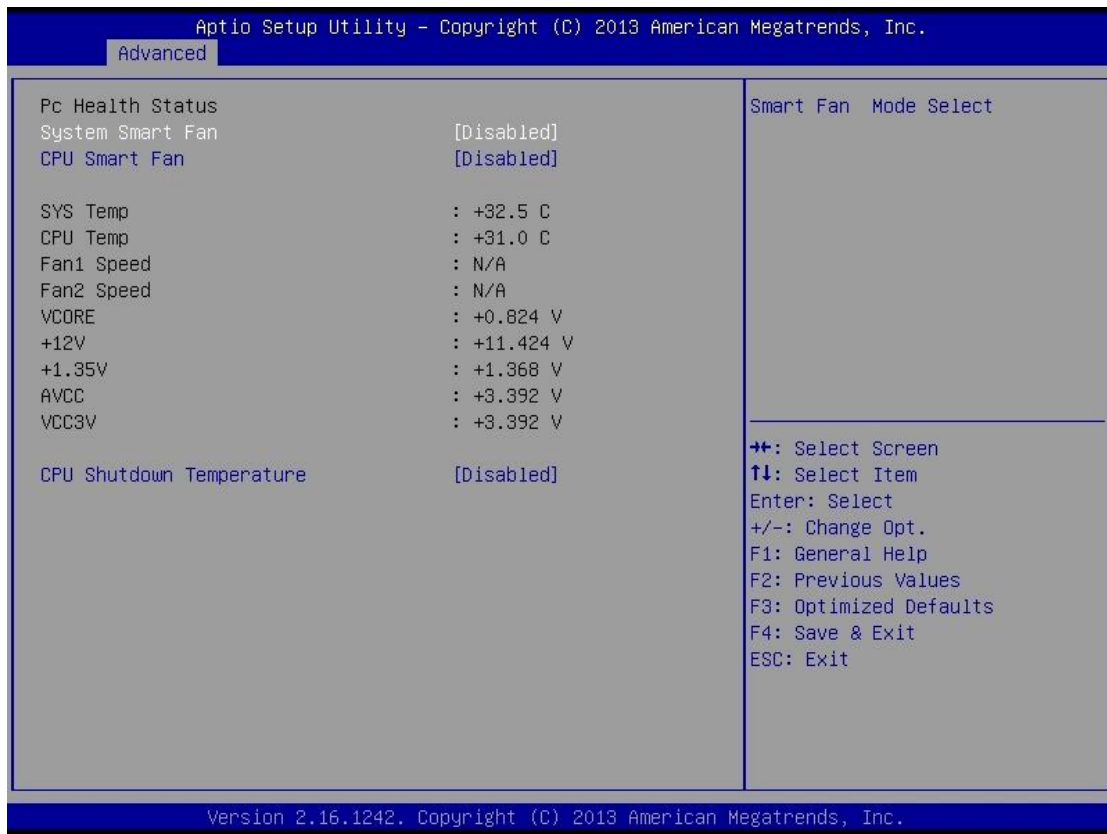 Aptio Setup Utility – Copyright (C) 2013 American Megatrends, Inc.
Advanced
Pc Health Status
System Smart Fan [Disabled]
CPU Smart Fan [Disabled]
SYS Temp : +32.5 C
CPU Temp : +31.0 C
Fan1 Speed : N/A
Fan2 Speed : N/A
VCORE : +0.824 V
+12V : +11.424 V
+1.35V : +1.368 V
AVCC : +3.392 V
VCC3V : +3.392 V
CPU Shutdown Temperature [Disabled]
Smart Fan  Mode Select
→←: Select Screen
↑↓: Select Item
Enter: Select
+/-: Change Opt.
F1: General Help
F2: Previous Values
F3: Optimized Defaults
F4: Save & Exit
ESC: Exit
Version 2.16.1242. Copyright (C) 2013 American Megatrends, Inc.